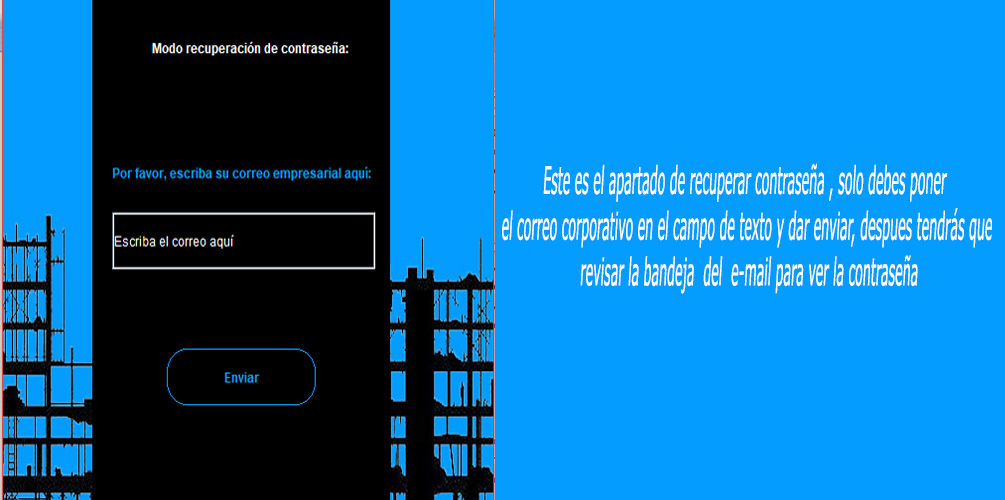 Modo recuperación de contraseña:
Por favor, escriba su correo empresarial aquí:
Escriba el correo aquí
Enviar
Este es el apartado de recuperar contraseña , solo debes poner
el correo corporativo en el campo de texto y dar enviar, despues tendrás que
revisar la bandeja del e-mail para ver la contraseña